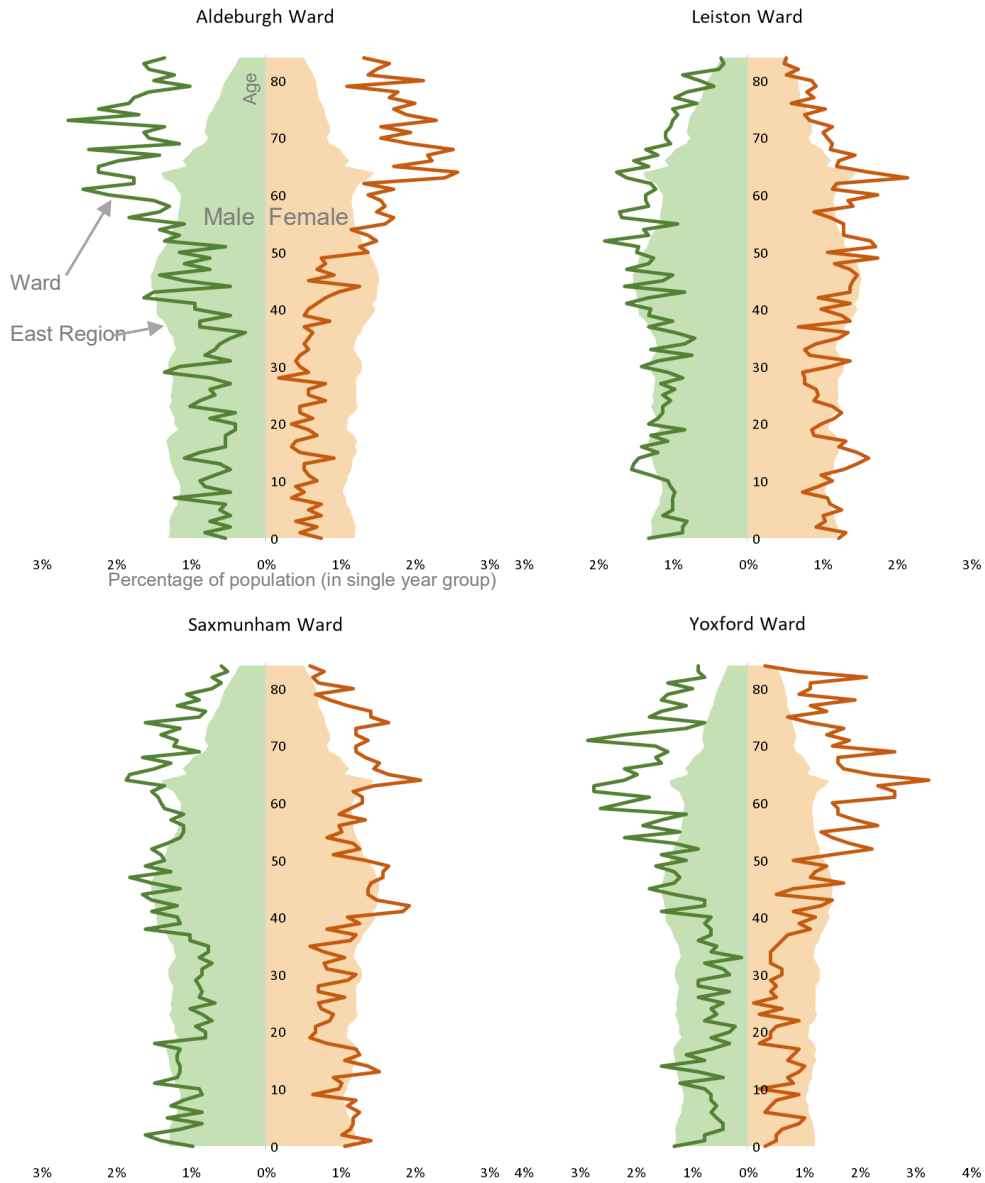 Aldeburgh Ward
Leiston Ward
80
Age
70
60
Male Female
50
Ward
40
East Region
30
20
10
0
80
70
60
50
40
30
20
10
0
3% 2% 1% 0% 1% 2% 3%
3% 2% 1% 0% 1% 2% 3%
Percentage of population (in single year group)
Saxmunham Ward
Yoxford Ward
80
70
60
50
40
30
20
10
0
80
70
60
50
40
30
20
10
0
3% 2% 1% 0% 1% 2% 3%
4% 3% 2% 1% 0% 1% 2% 3% 4%